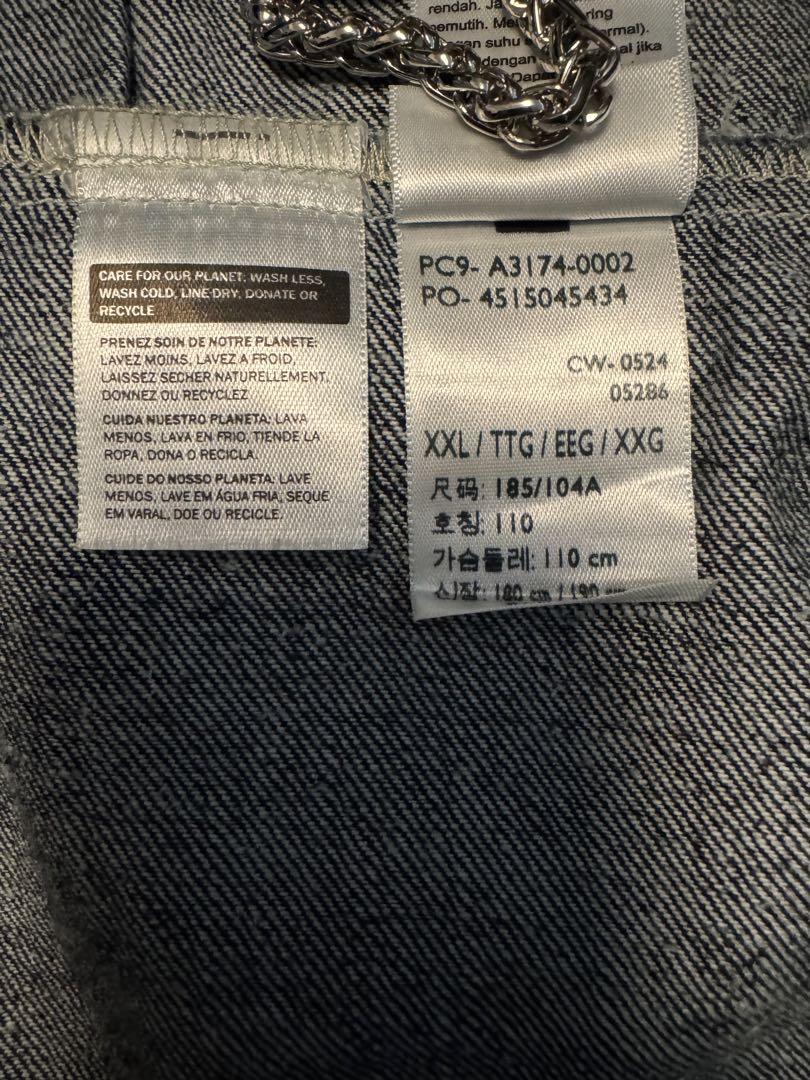 rendah.
suhu
al jika
dengan
CARE FOR OUR PLANET: WASH LESS,
WASH COLD, LINE DRY, DONATE OR
RECYCLE
PRENEZ SOIN DE NOTRE PLANETE:
LAVEZ MOINS, LAVEZ A FROID,
LAISSEZ SECHER NATURELLEMENT,
DONNEZ OU RECYCLEZ
CUIDA NUESTRO PLANETA: LAVA
MENOS, LAVA EN FRIO, TIENDE LA
ROPA, DONA O RECICLA.
CUIDE DO NOSSO PLANETA: LAVE
MENOS, LAVE EM ÁGUA FRIA, SEQUE
EM VARAL, DOE OU RECICLE.
PC9- A3174-0002
PO- 4515045434
CW- 0524
05286
XXL / TTG / EEG / XXG
尺码: 185/104A
호칭: 110
가슴둘레: 110 cm